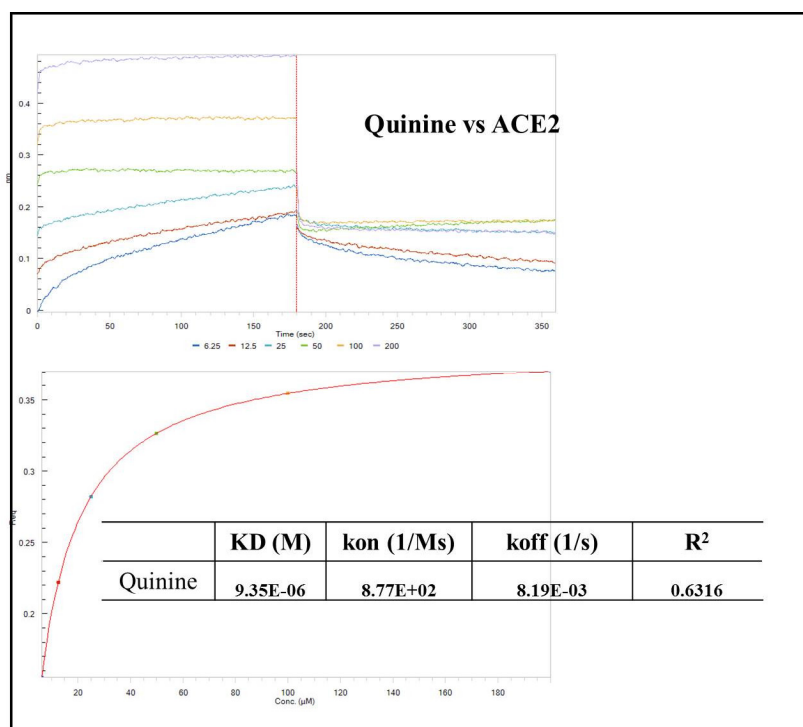 0.4
0.3
0.2
0.1
0
nm
Quinine vs ACE2
0 50 100 150 200 250 300 350
Time (sec)
6.25 12.5 25 50 100 200
0.35
0.3
0.25
0.2
Req
KD (M) kon (1/Ms) koff (1/s) R²
Quinine 9.35E-06 8.77E+02 8.19E-03 0.6316
20 40 60 80 100 120 140 160 180
Conc. (µM)